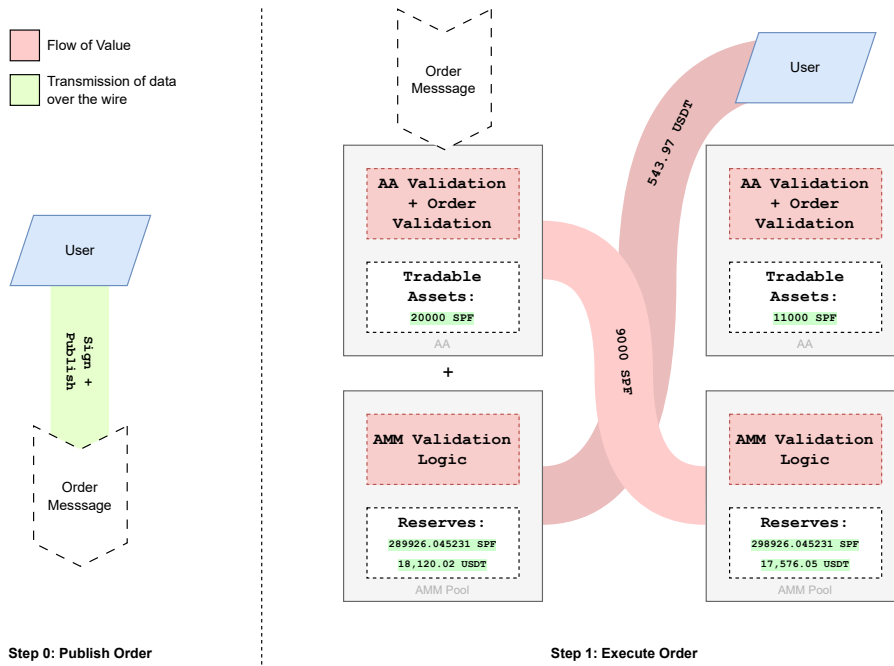 Flow of Value
Transmission of data
over the wire
User
Sign +
Publish
Order
Messsage
Step 0: Publish Order
Order
Messsage
User
543.97 USDT
9000 SPF
AA Validation
+ Order
Validation
Tradable
Assets:
20000 SPF
AA
+
AMM Validation
Logic
Reserves:
289926.045231 SPF
18,120.02 USDT
AMM Pool
AA Validation
+ Order
Validation
Tradable
Assets:
11000 SPF
AA
AMM Validation
Logic
Reserves:
298926.045231 SPF
17,576.05 USDT
AMM Pool
Step 1: Execute Order